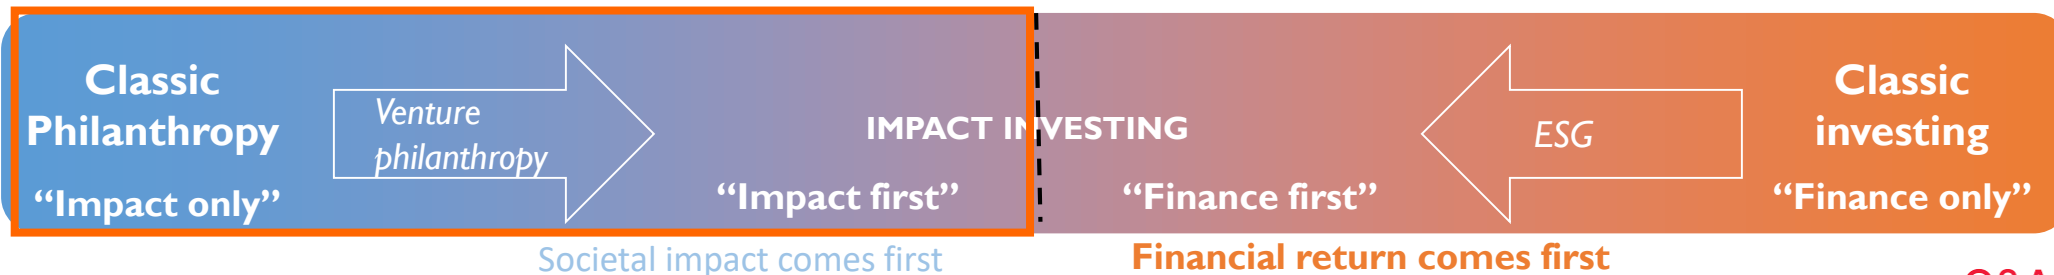 Classic
Philanthropy
“Impact only”
Venture
philanthropy
IMPACT INVESTING
“Impact first”
“Finance first”
ESG
Classic
investing
“Finance only”
Societal impact comes first
Financial return comes first